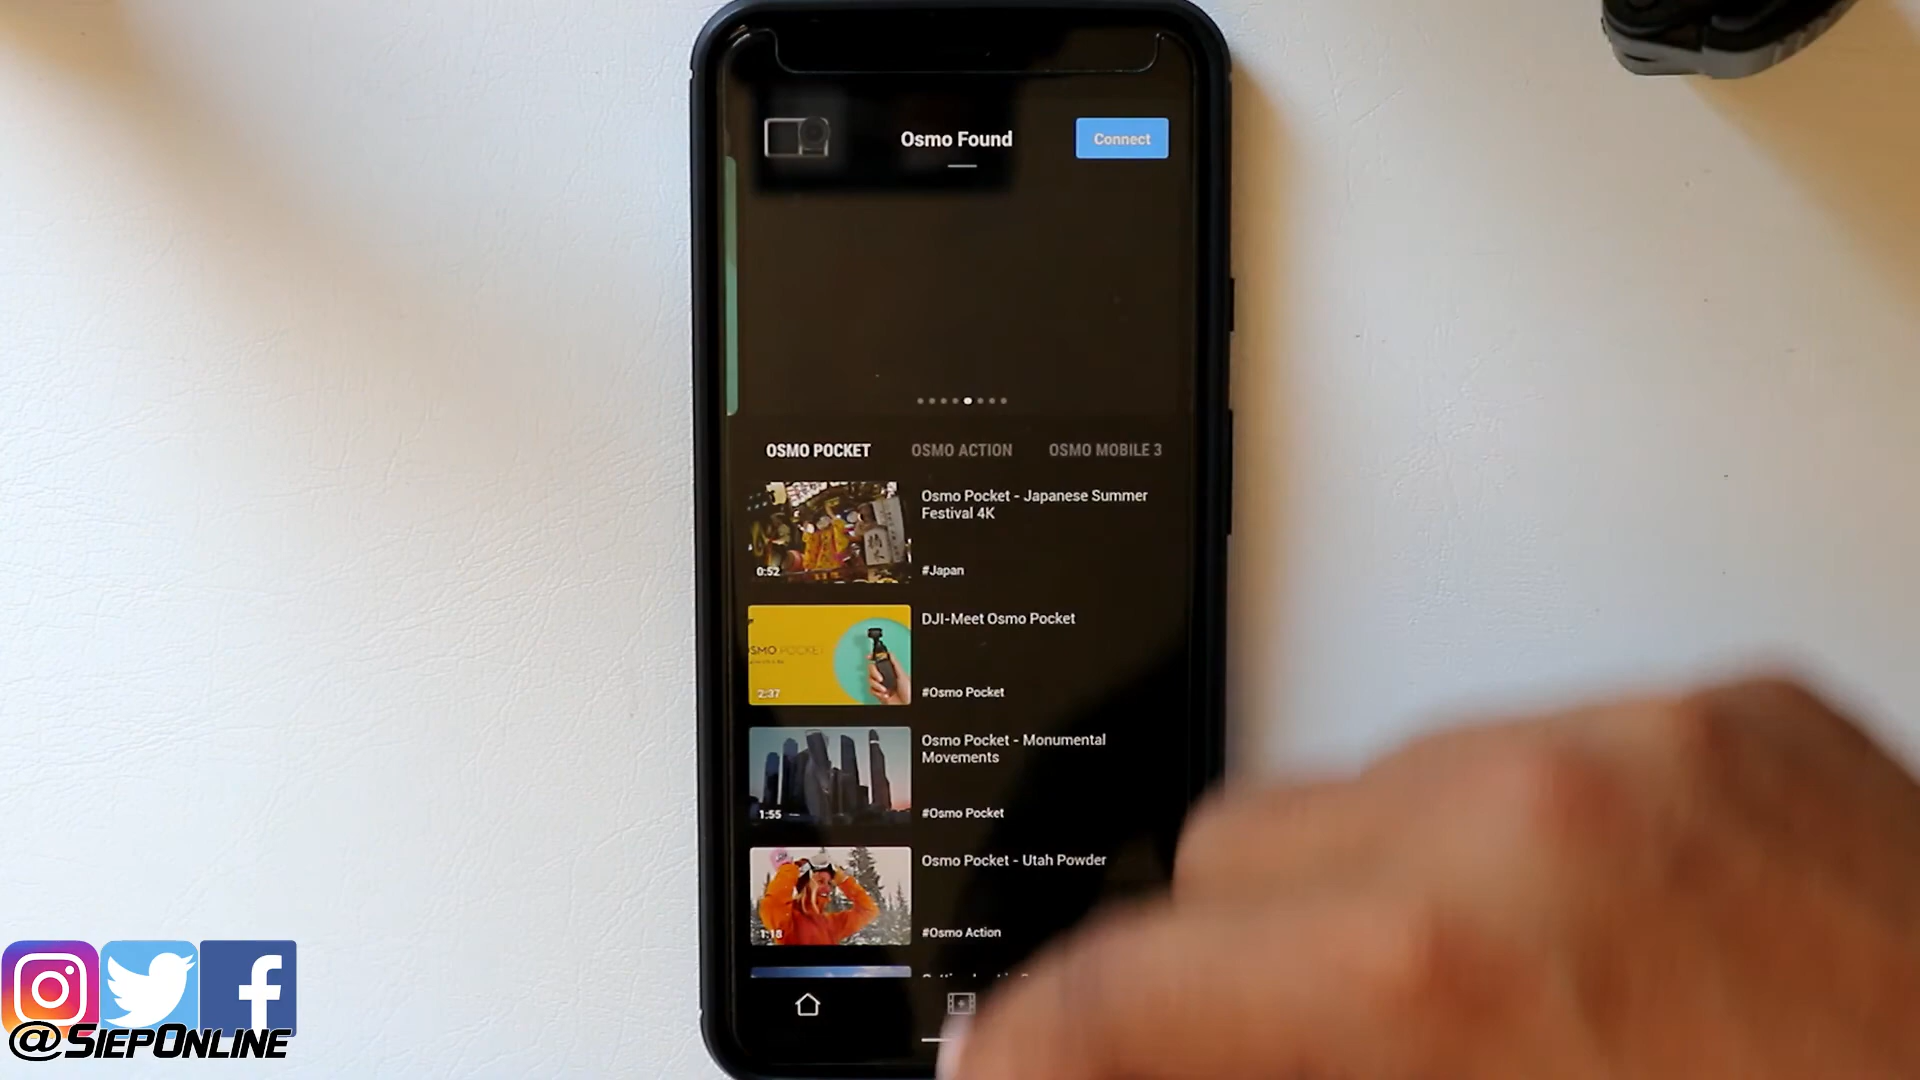 Osmo Found
Connect
OSMO POCKET
OSMO ACTION
OSMO MOBILE 3
Osmo Pocket - Japanese Summer
Festival 4K
0:52
#Japan
DJI-Meet Osmo Pocket
OSMO POCKET
2:37
#Osmo Pocket
Osmo Pocket - Monumental
Movements
1:55
#Osmo Pocket
Osmo Pocket - Utah Powder
1:18
#Osmo Action
@SiepOnline